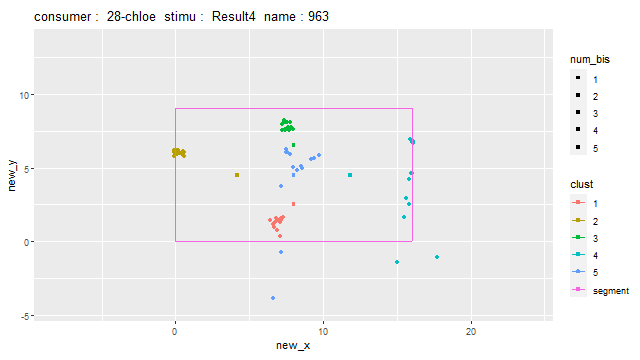 consumer :  28-chloe  stimu :  Result4  name : 963
new_y
10
5
0
-5
0
10
20
new_x
num_bis
1
2
3
4
5
clust
1
2
3
4
5
segment